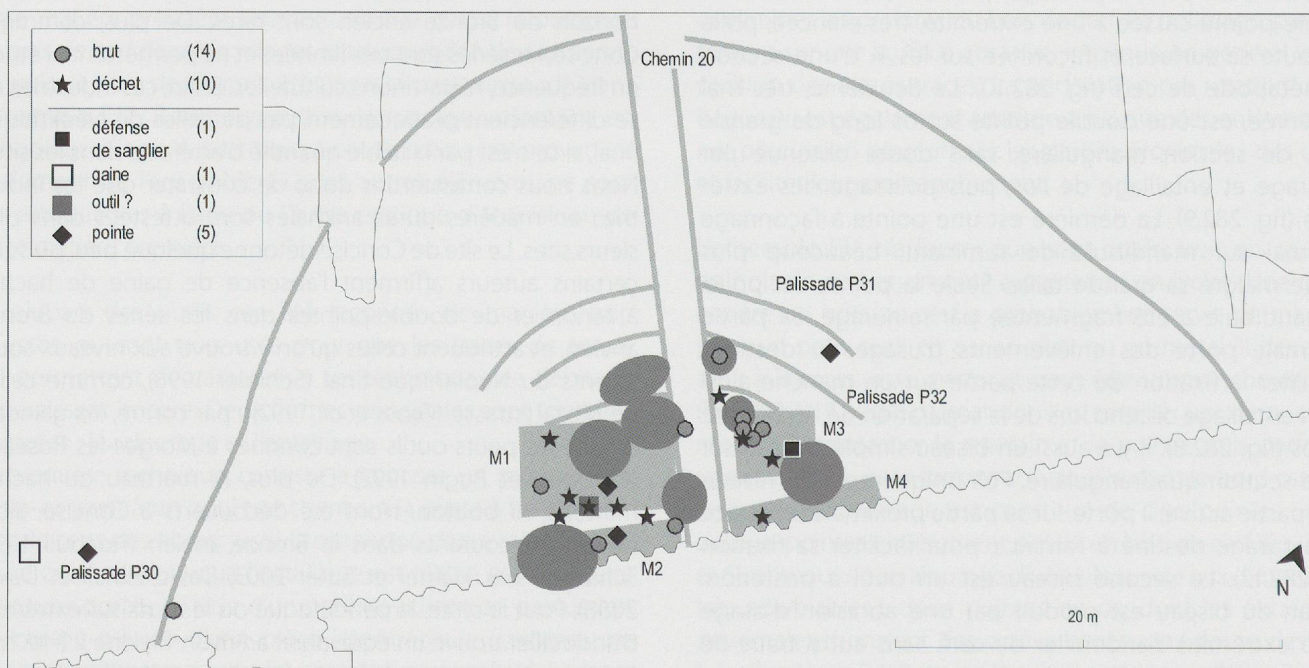 brut (14)
déchet (10)
défense (1)
de sanglier
gaine (1)
outil ? (1)
pointe (5)
Chemin 20
Palissade P31
Palissade P32
M1
M3
M4
M2
Palissade P30
N
20 m